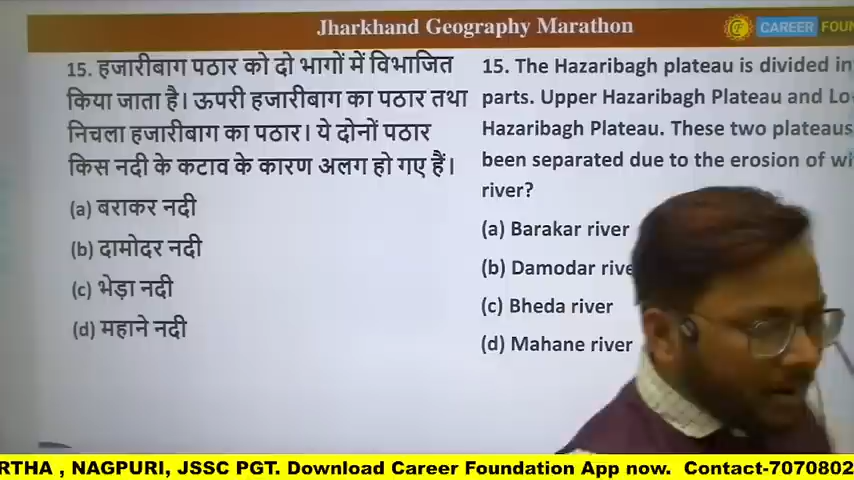 Jharkhand Geography Marathon
CAREER FOUN
15. हजारीबाग पठार को दो भागों में विभाजित
किया जाता है। ऊपरी हजारीबाग का पठार तथा
निचला हजारीबाग का पठार। ये दोनों पठार
किस नदी के कटाव के कारण अलग हो गए हैं।
(a) बराकर नदी
(b) दामोदर नदी
(c) भेड़ा नदी
(d) महाने नदी
15. The Hazaribagh plateau is divided in
parts. Upper Hazaribagh Plateau and Lo
Hazaribagh Plateau. These two plateaus
been separated due to the erosion of wi
river?
(a) Barakar river
(b) Damodar rive
(c) Bheda river
(d) Mahane river
RTHA , NAGPURI, JSSC PGT. Download Career Foundation App now. Contact-7070802